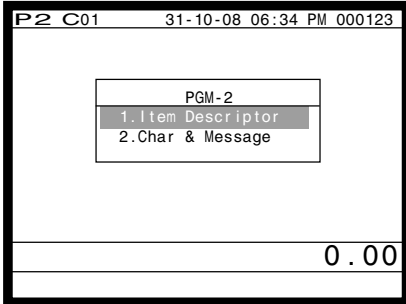 P2 C01 31-10-08 06:34 PM 000123
PGM-2
1.Item Descriptor
2.Char & Message
0.00